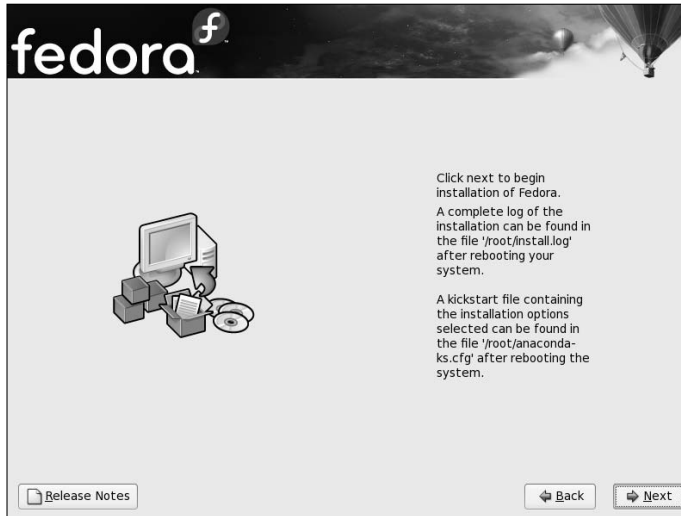 fedora
Click next to begin
installation of Fedora.
A complete log of the
installation can be found in
the file '/root/install.log'
after rebooting your
system.
A kickstart file containing
the installation options
selected can be found in
the file '/root/anaconda-
ks.cfg' after rebooting the
system.
Release Notes
Back
Next